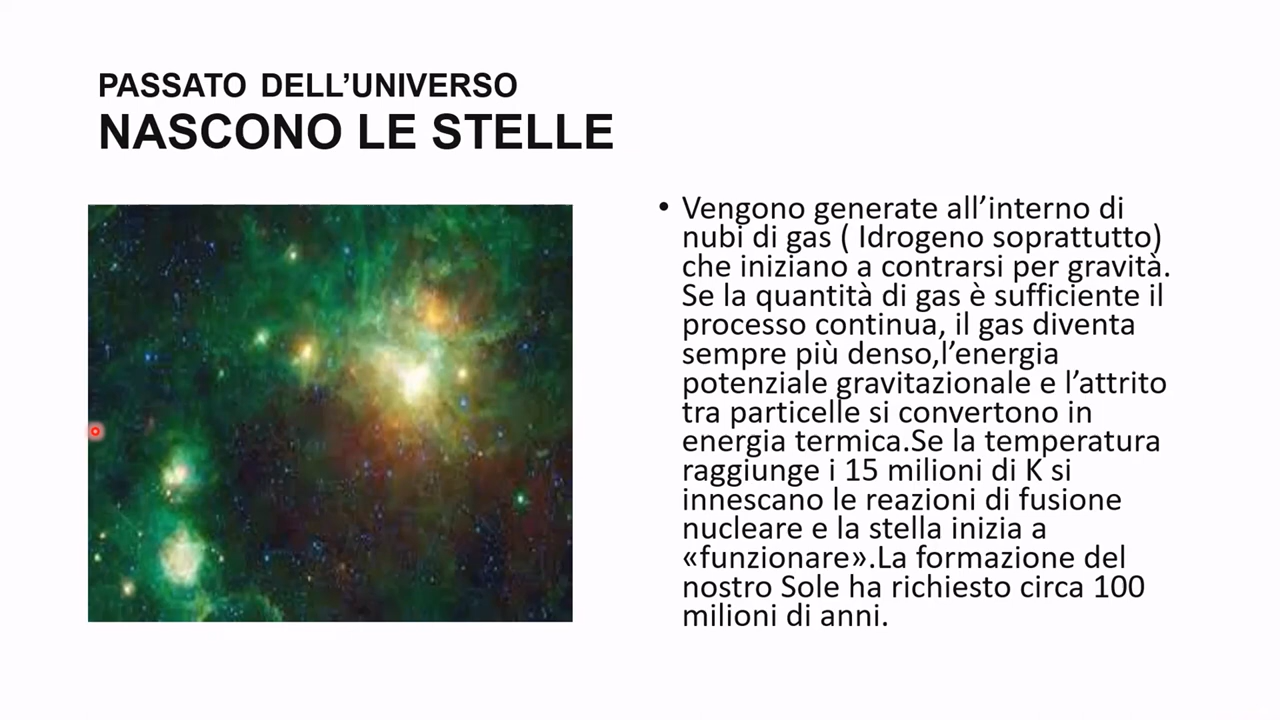 PASSATO DELL’UNIVERSO
NASCONO LE STELLE
• Vengono generate all’interno di
nubi di gas ( Idrogeno soprattutto)
che iniziano a contrarsi per gravità.
Se la quantità di gas è sufficiente il
processo continua, il gas diventa
sempre più denso,l’energia
potenziale gravitazionale e l’attrito
tra particelle si convertono in
energia termica.Se la temperatura
raggiunge i 15 milioni di K si
innescano le reazioni di fusione
nucleare e la stella inizia a
«funzionare».La formazione del
nostro Sole ha richiesto circa 100
milioni di anni.